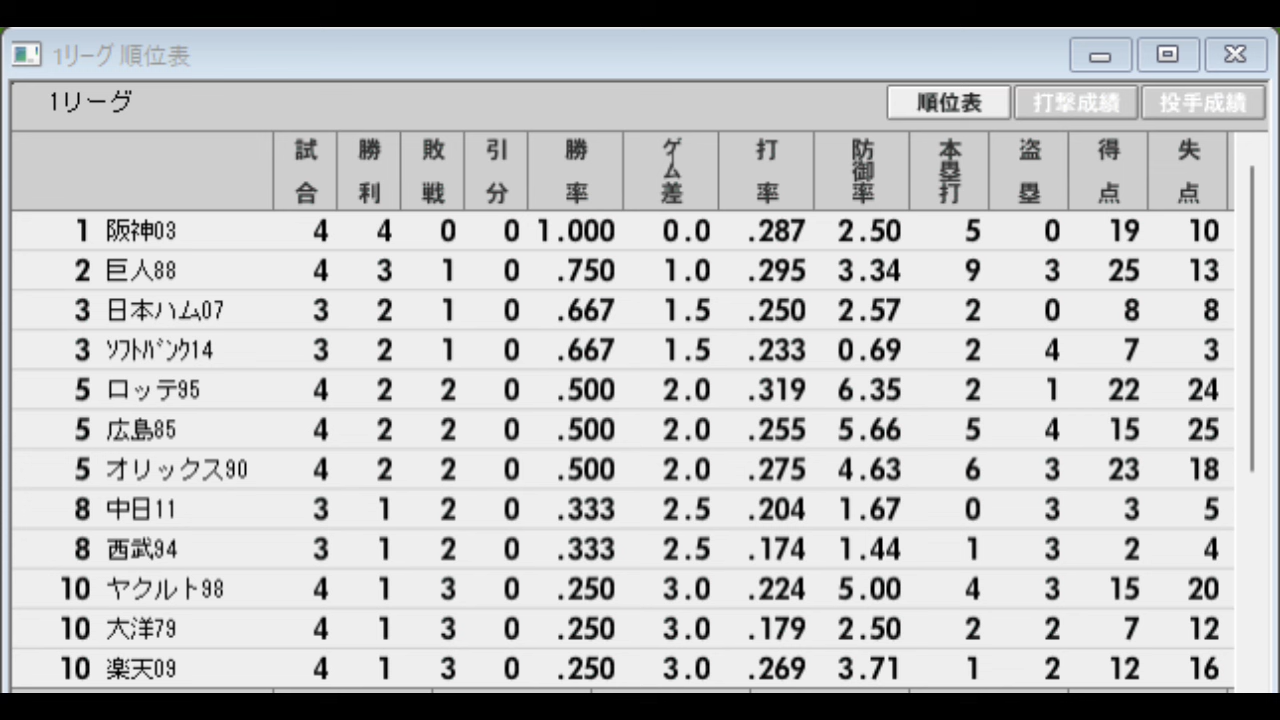 1リーグ 順位表
1リーグ 順位表 打撃成績 投手成績
試合 勝利 敗戦 引分 勝率 ゲーム差 打率 防御率 本塁打 盗塁 得点 失点
1 阪神03 4 4 0 0 1.000 0.0 .287 2.50 5 0 19 10
2 巨人88 4 3 1 0 .750 1.0 .295 3.34 9 3 25 13
3 日本ハム07 3 2 1 0 .667 1.5 .250 2.57 2 0 8 8
3 ソフトバンク14 3 2 1 0 .667 1.5 .233 0.69 2 4 7 3
5 ロッテ95 4 2 2 0 .500 2.0 .319 6.35 2 1 22 24
5 広島85 4 2 2 0 .500 2.0 .255 5.66 5 4 15 25
5 オリックス90 4 2 2 0 .500 2.0 .275 4.63 6 3 23 18
8 中日11 3 1 2 0 .333 2.5 .204 1.67 0 3 3 5
8 西武94 3 1 2 0 .333 2.5 .174 1.44 1 3 2 4
10 ヤクルト98 4 1 3 0 .250 3.0 .224 5.00 4 3 15 20
10 大洋79 4 1 3 0 .250 3.0 .179 2.50 2 2 7 12
10 楽天09 4 1 3 0 .250 3.0 .269 3.71 1 2 12 16